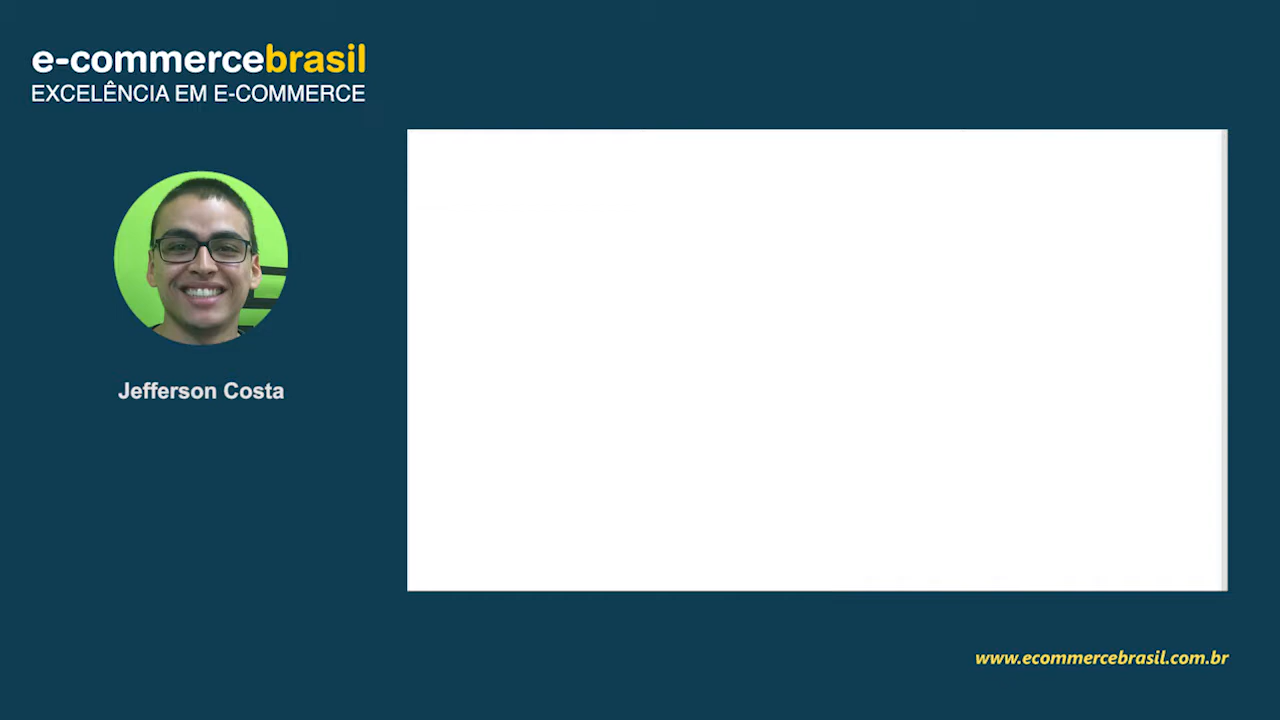 e-commercebrasil
EXCELÊNCIA EM E-COMMERCE
Jefferson Costa
www.ecommercebrasil.com.br